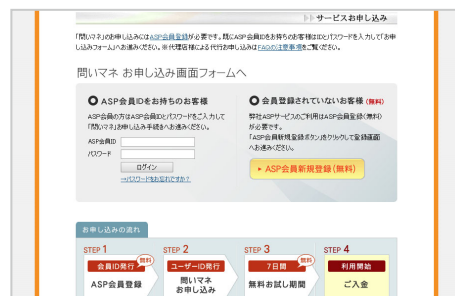 サービスお申し込み
「問いマネ」のお申し込みにはASP会員登録が必要です。既にASP会員IDをお持ちのお客様はIDとパスワードを入力して「お申
し込みフォーム」へお進みください。※代理店様による代行お申し込みはFAQの注意事項をご覧ください。
問いマネ お申し込み画面フォームへ
ASP会員IDをお持ちのお客様
ASP会員の方はASP会員IDとパスワードをご入力して
「問いマネ」お申し込み手続きへお進みください。
ASP会員ID
パスワード
ログイン
→パスワードをお忘れですか？
会員登録されていないお客様 (無料)
弊社ASPサービスのご利用はASP会員登録(無料)
が必要です。
「ASP会員新規登録ボタン」をクリックして登録画面
へお進みください。
ASP会員新規登録(無料)
お申し込みの流れ
STEP 1
会員ID発行
無料
ASP会員登録
STEP 2
ユーザーID発行
問いマネ
お申し込み
STEP 3
7日間
無料
無料お試し期間
STEP 4
利用開始
ご入金